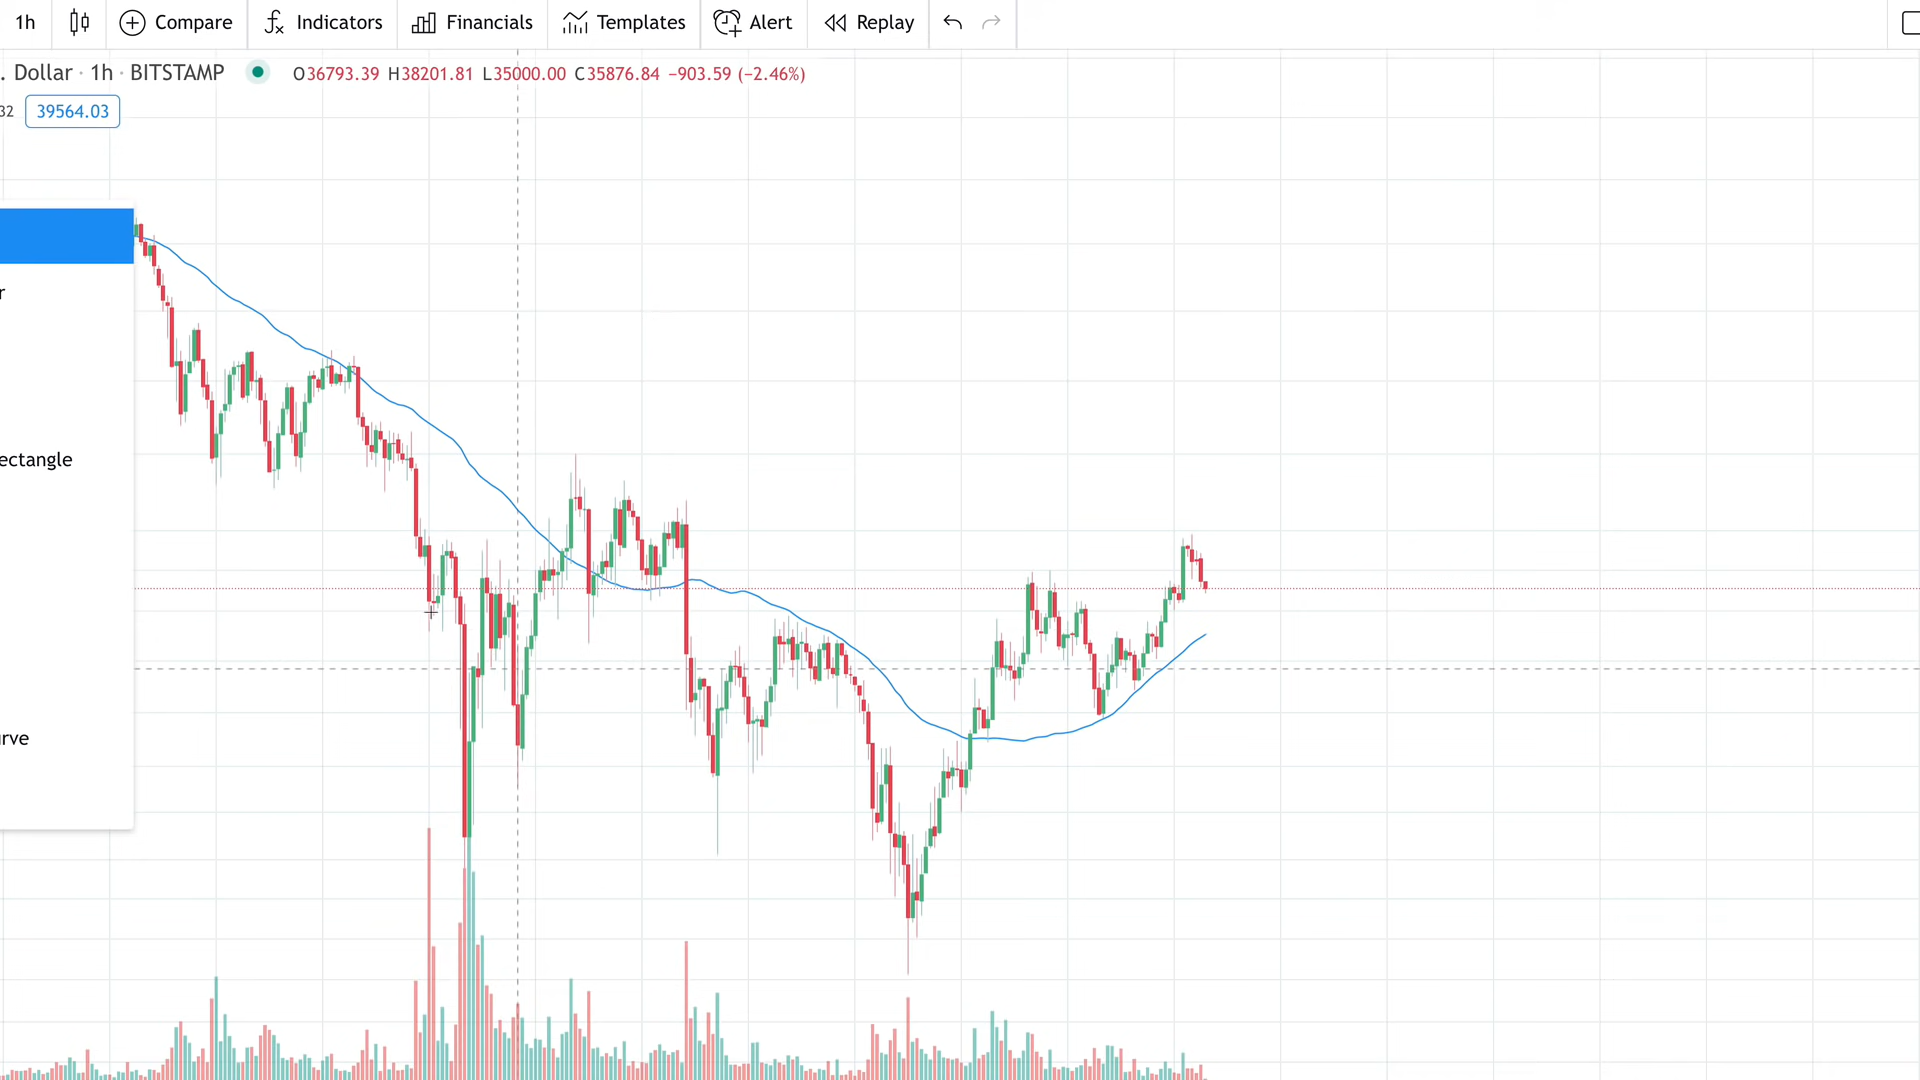 1h Compare Indicators Financials Templates Alert Replay
. Dollar · 1h · BITSTAMP O36793.39 H38201.81 L35000.00 C35876.84 −903.59 (−2.46%)
32 39564.03
r
ectangle
rve